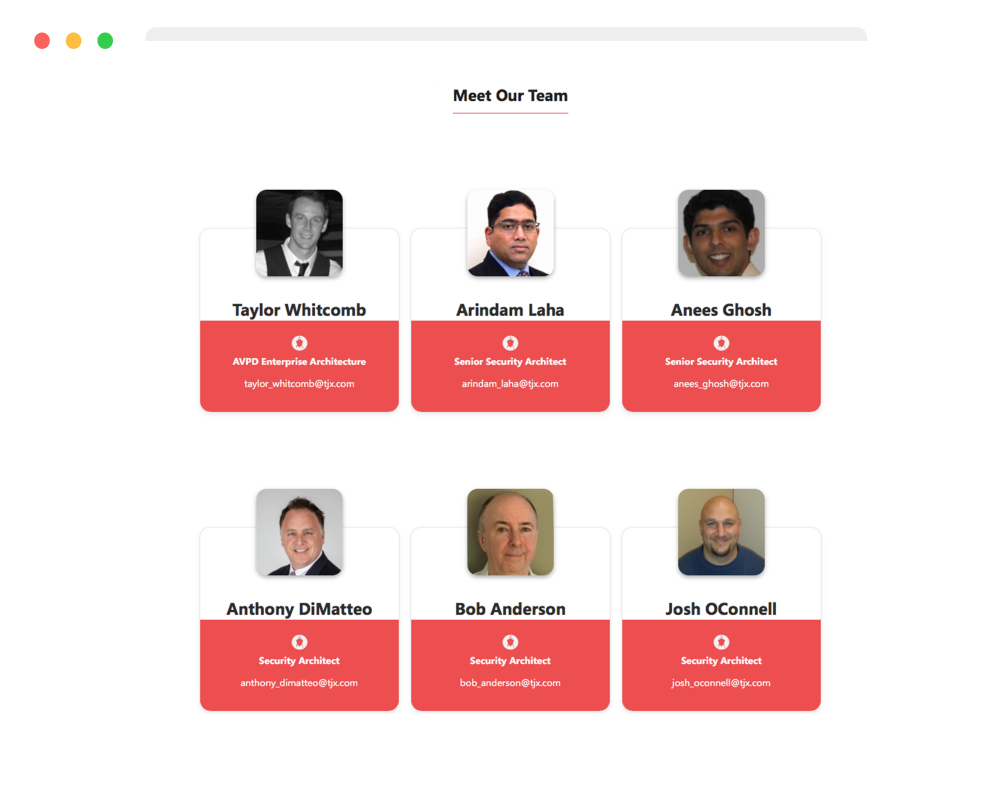 Meet Our Team
Taylor Whitcomb
AVPD Enterprise Architecture
taylor_whitcomb@tjx.com
Arindam Laha
Senior Security Architect
arindam_laha@tjx.com
Anees Ghosh
Senior Security Architect
anees_ghosh@tjx.com
Anthony DiMatteo
Security Architect
anthony_dimatteo@tjx.com
Bob Anderson
Security Architect
bob_anderson@tjx.com
Josh OConnell
Security Architect
josh_oconnell@tjx.com